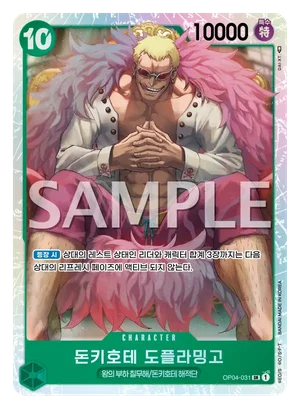 10
10000
특수
特
SAMPLE
등장 시 상대의 레스트 상태인 리더와 캐릭터 합계 3장까지는 다음
상대의 리프레시 페이즈에 액티브 되지 않는다.
CHARACTER
돈키호테 도플라밍고
왕의 부하 칠무해/돈키호테 해적단
OP04-031 SR 1